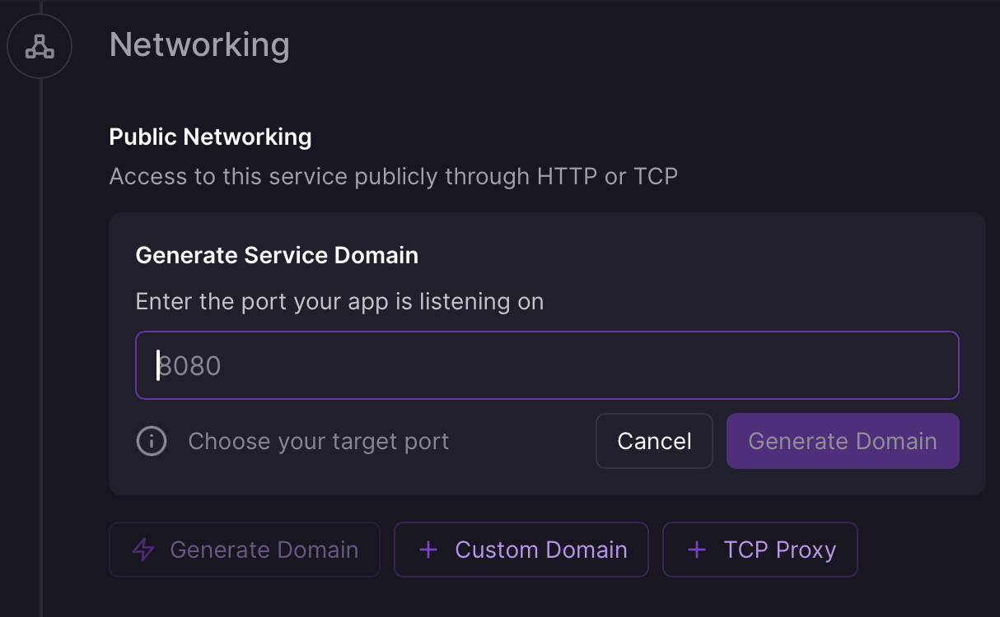 Networking
Public Networking
Access to this service publicly through HTTP or TCP
Generate Service Domain
Enter the port your app is listening on
8080
Choose your target port
Cancel
Generate Domain
Generate Domain
+ Custom Domain
+ TCP Proxy